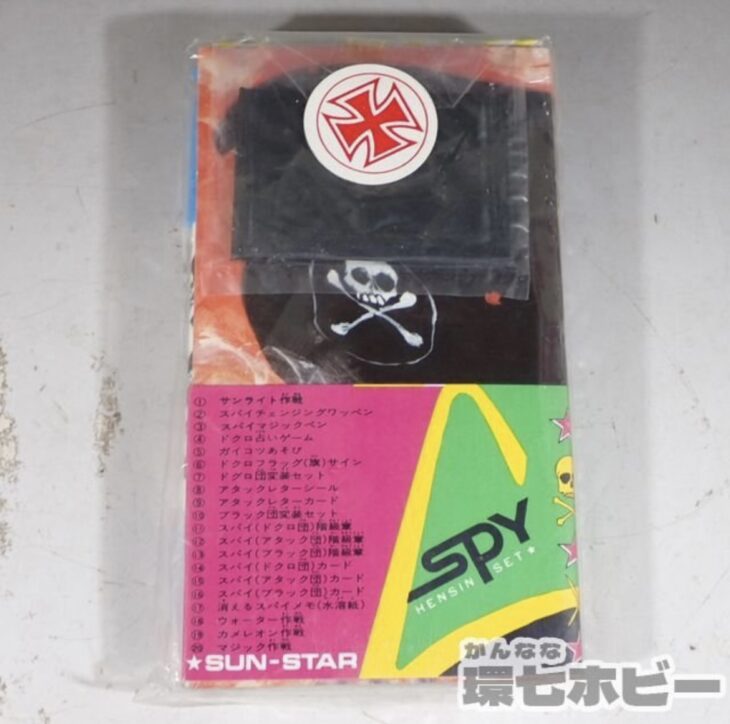 ① サンライト作戦
② スパイチェンジングワッペン
③ スパイマジックペン
④ ドクロ占いゲーム
⑤ ガイコツあそび
⑥ ドクロフラッグ(旗)サイン
⑦ ドグロ団変装セット
⑧ アタックレターシール
⑨ アタックレターカード
⑩ ブラック団変装セット
⑪ スパイ(ドクロ団)階級章
⑫ スパイ(アタック団)階級章
⑬ スパイ(ブラック団)階級章
⑭ スパイ(ドクロ団)カード
⑮ スパイ(アタック団)カード
⑯ スパイ(ブラック団)カード
⑰ 消えるスパイメモ(水溶紙)
⑱ ウォーター作戦
⑲ カメレオン作戦
⑳ マジック作戦
★SUN-STAR
SPY
HENSIN SET★
かんなな
環七ホビー